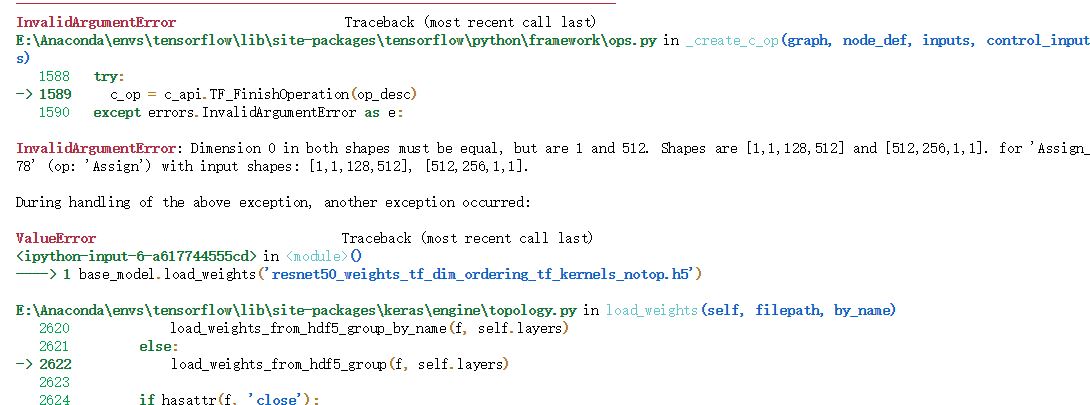 InvalidArgumentError Traceback (most recent call last)
E:\Anaconda\envs\tensorflow\lib\site-packages\tensorflow\python\framework\ops.py in _create_c_op(graph, node_def, inputs, control_input
s)
1588 try:
-> 1589 c_op = c_api.TF_FinishOperation(op_desc)
1590 except errors.InvalidArgumentError as e:
InvalidArgumentError: Dimension 0 in both shapes must be equal, but are 1 and 512. Shapes are [1,1,128,512] and [512,256,1,1]. for 'Assign_
78' (op: 'Assign') with input shapes: [1,1,128,512], [512,256,1,1].
During handling of the above exception, another exception occurred:
ValueError Traceback (most recent call last)
<ipython-input-6-a617744555cd> in <module>()
----> 1 base_model.load_weights('resnet50_weights_tf_dim_ordering_tf_kernels_notop.h5')
E:\Anaconda\envs\tensorflow\lib\site-packages\keras\engine\topology.py in load_weights(self, filepath, by_name)
2620 load_weights_from_hdf5_group_by_name(f, self.layers)
2621 else:
-> 2622 load_weights_from_hdf5_group(f, self.layers)
2623
2624 if hasattr(f, 'close'):